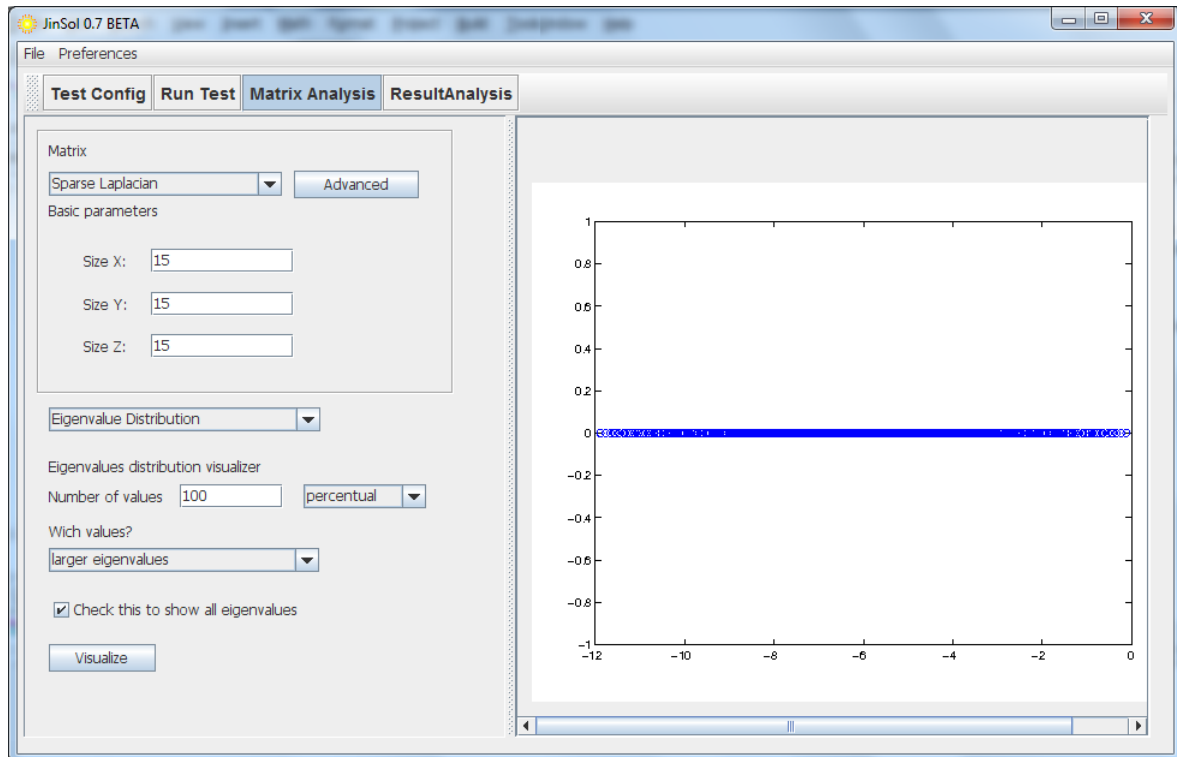 JinSol 0.7 BETA
File Preferences
Test Config Run Test Matrix Analysis ResultAnalysis
Matrix
Sparse Laplacian Advanced
Basic parameters
Size X: 15
Size Y: 15
Size Z: 15
Eigenvalue Distribution
Eigenvalues distribution visualizer
Number of values 100 percentual
Wich values?
larger eigenvalues
Check this to show all eigenvalues
Visualize
1
0.8
0.6
0.4
0.2
0
−0.2
−0.4
−0.6
−0.8
−1
−12 −10 −8 −6 −4 −2 0